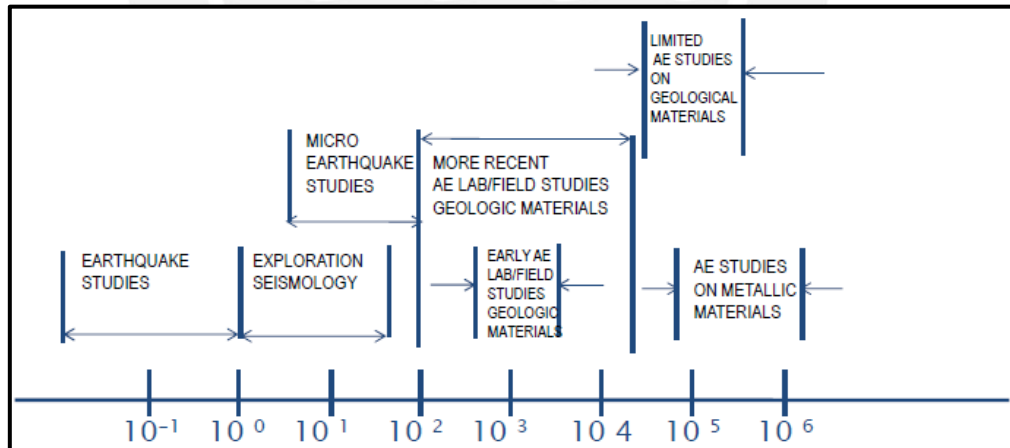 LIMITED
AE STUDIES
ON
GEOLOGICAL
MATERIALS
MICRO
EARTHQUAKE
STUDIES
MORE RECENT
AE LAB/FIELD STUDIES
GEOLOGIC MATERIALS
EARTHQUAKE
STUDIES
EXPLORATION
SEISMOLOGY
EARLY AE
LAB/FIELD
STUDIES
GEOLOGIC
MATERIALS
AE STUDIES
ON METALLIC
MATERIALS
10⁻¹ 10⁰ 10¹ 10² 10³ 10⁴ 10⁵ 10⁶